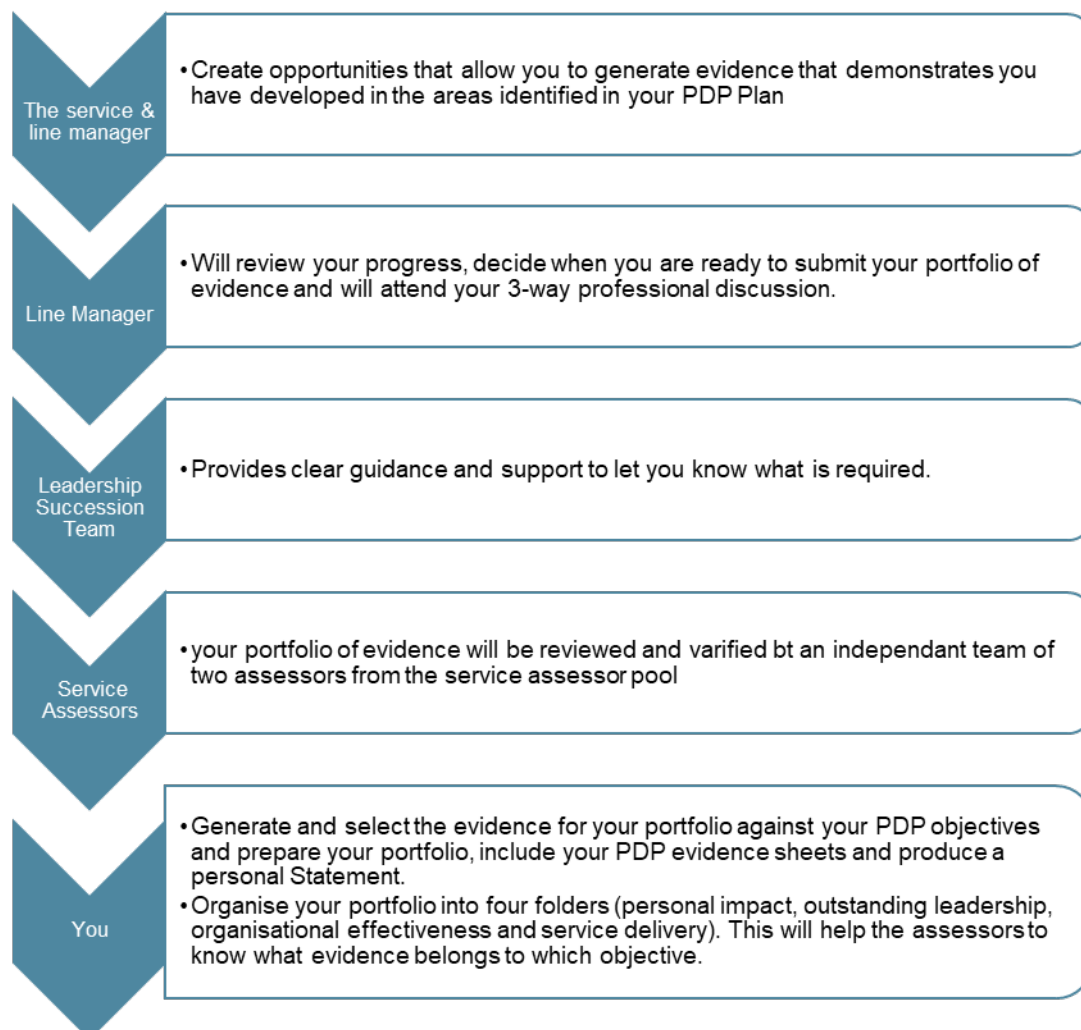 The service &
line manager
•Create opportunities that allow you to generate evidence that demonstrates you
have developed in the areas identified in your PDP Plan
Line Manager
•Will review your progress, decide when you are ready to submit your portfolio of
evidence and will attend your 3-way professional discussion.
Leadership
Succession
Team
•Provides clear guidance and support to let you know what is required.
Service
Assessors
•your portfolio of evidence will be reviewed and varified bt an independant team of
two assessors from the service assessor pool
You
•Generate and select the evidence for your portfolio against your PDP objectives
and prepare your portfolio, include your PDP evidence sheets and produce a
personal Statement.
•Organise your portfolio into four folders (personal impact, outstanding leadership,
organisational effectiveness and service delivery). This will help the assessors to
know what evidence belongs to which objective.